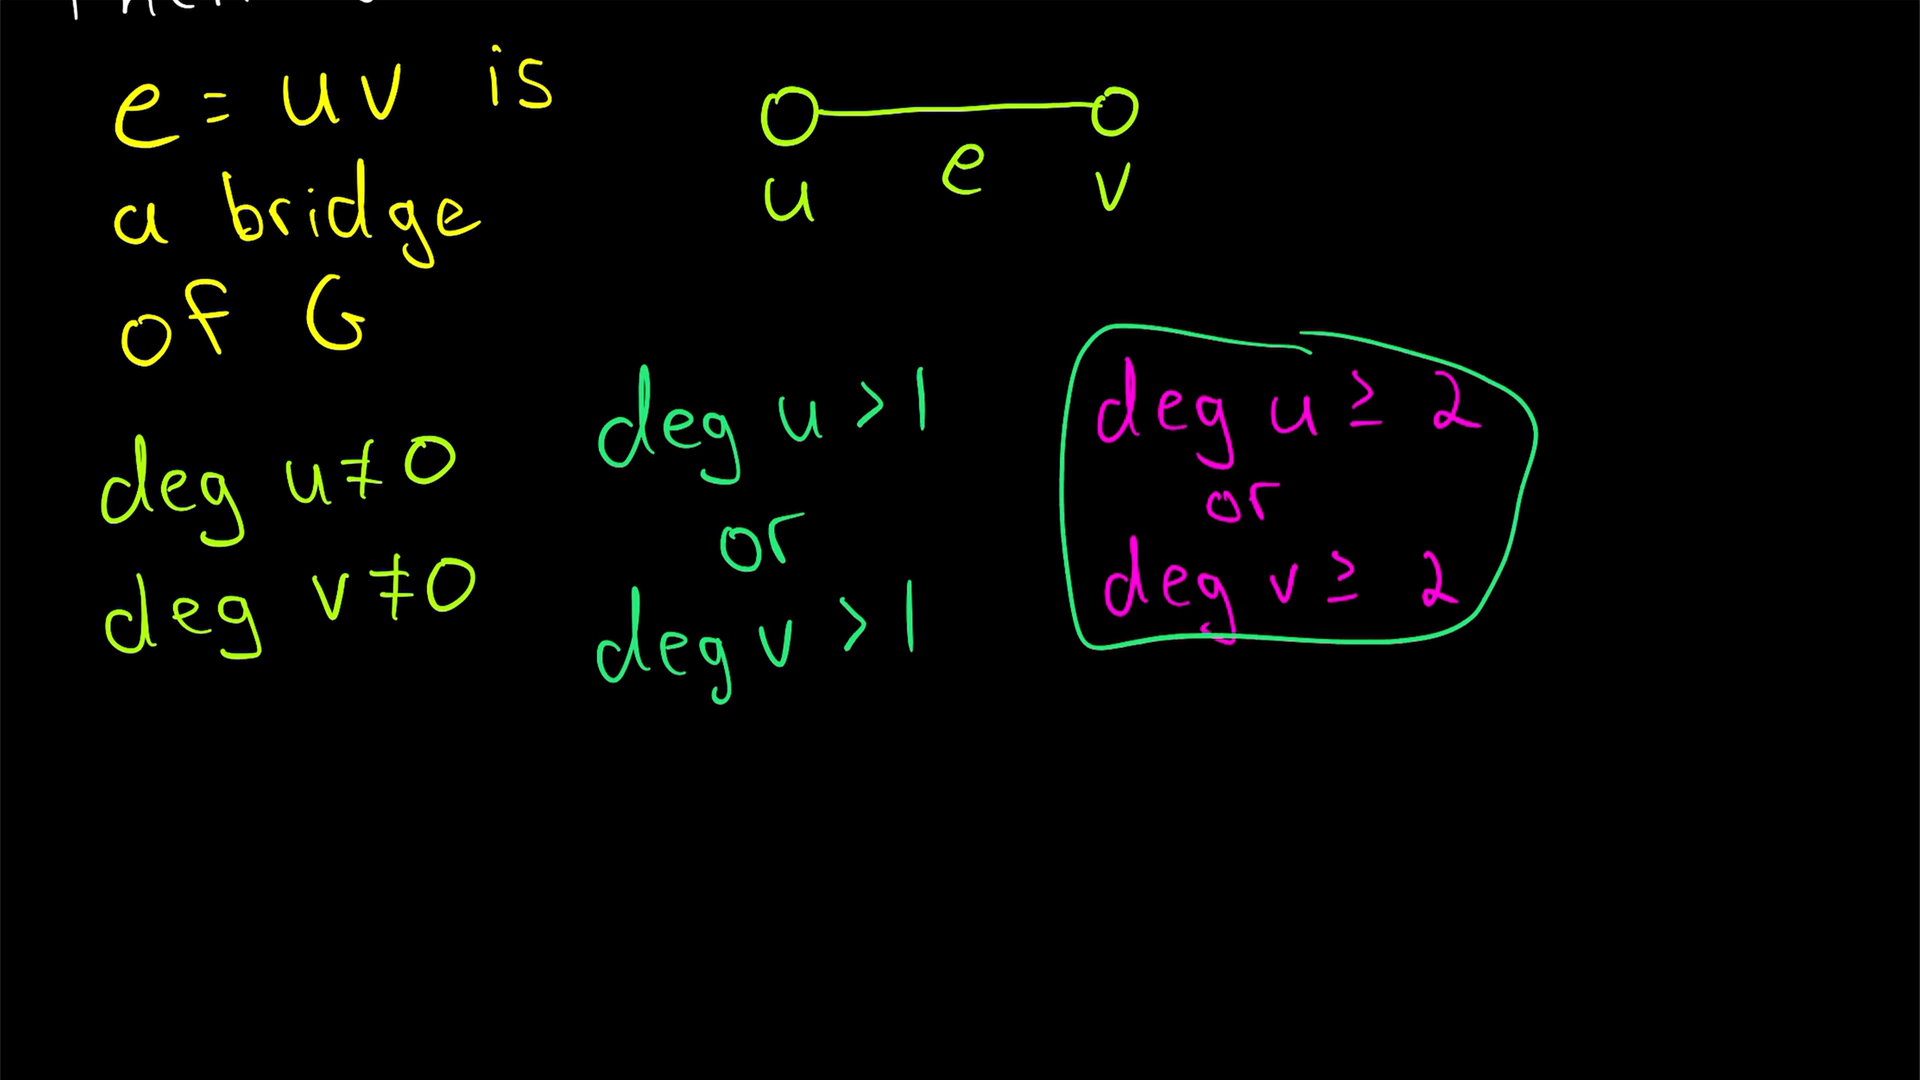 e = uv is
a bridge
of G
u e v
deg u ≠ 0
deg v ≠ 0
deg u > 1
or
deg v > 1
deg u ≥ 2
or
deg v ≥ 2